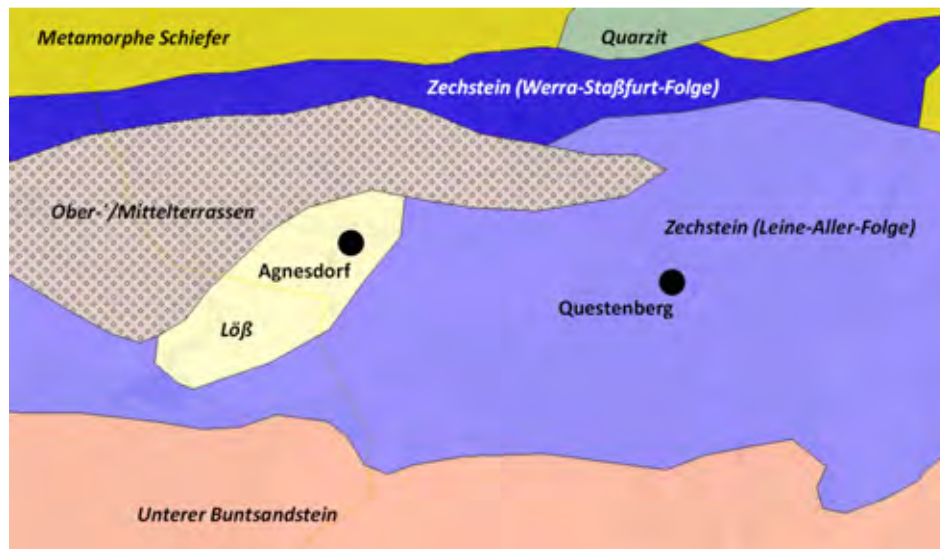 Metamorphe Schiefer
Quarzit
Zechstein (Werra-Staßfurt-Folge)
Ober-´/Mittelterrassen
Zechstein (Leine-Aller-Folge)
Agnesdorf
Questenberg
Löß
Unterer Buntsandstein